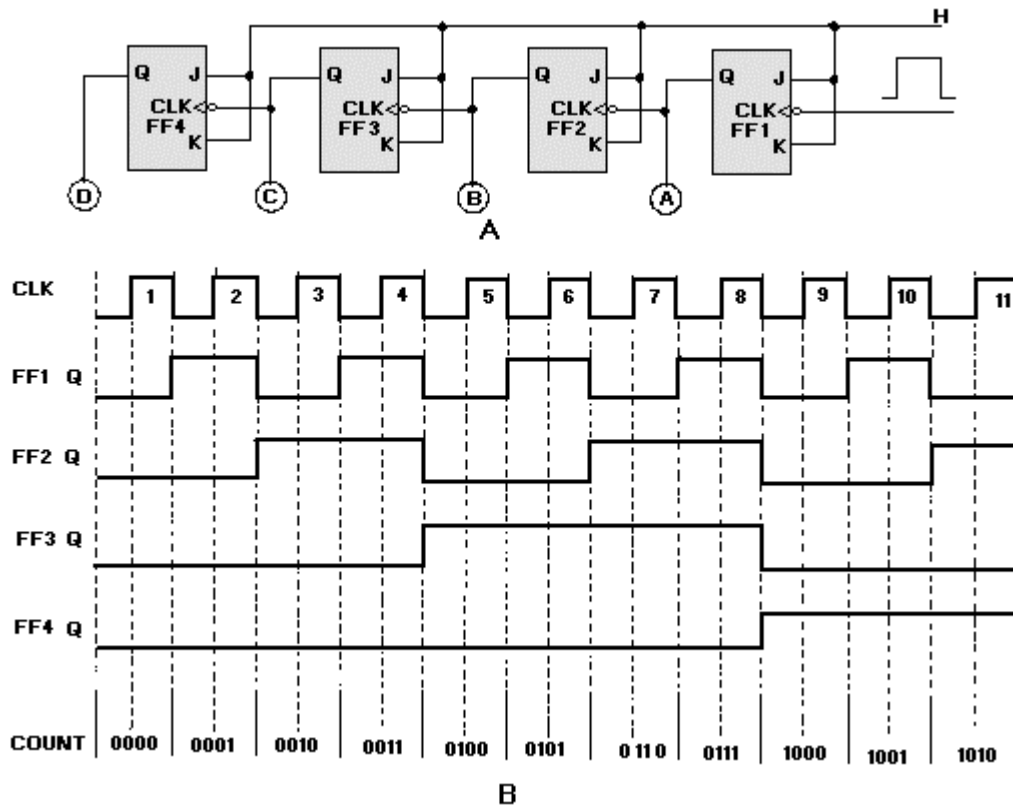 H
Q J Q J Q J Q J
CLK CLK CLK CLK
FF4 FF3 FF2 FF1
K K K K
D C B A
A
CLK 1 2 3 4 5 6 7 8 9 10 11
FF1 Q
FF2 Q
FF3 Q
FF4 Q
COUNT 0000 0001 0010 0011 0100 0101 0110 0111 1000 1001 1010
B